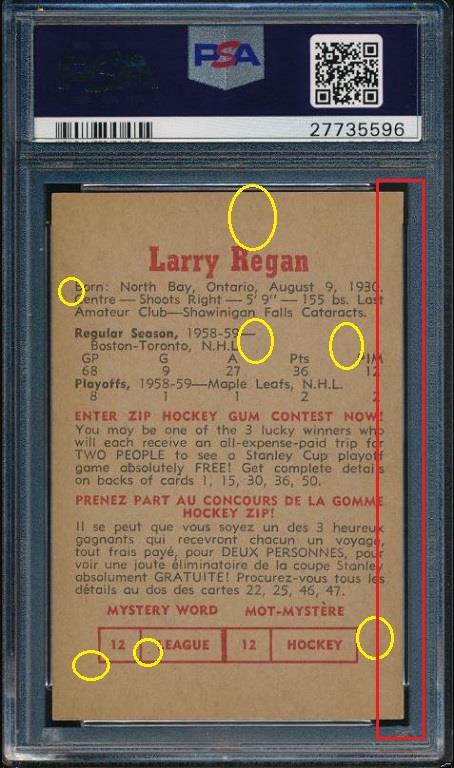 PSA
27735596
Larry Regan
Born: North Bay, Ontario, August 9, 1930.
Centre — Shoots Right — 5' 9" — 155 bs. Last
Amateur Club—Shawinigan Falls Cataracts.
Regular Season, 1958-59—
Boston-Toronto, N.H.L.
GP G A Pts PIM
68 9 27 36 12
Playoffs, 1958-59—Maple Leafs, N.H.L.
8 1 1 2 2
ENTER ZIP HOCKEY GUM CONTEST NOW!
You may be one of the 3 lucky winners who
will each receive an all-expense-paid trip for
TWO PEOPLE to see a Stanley Cup playoff
game absolutely FREE! Get complete details
on backs of cards 1, 15, 30, 36, 50.
PRENEZ PART AU CONCOURS DE LA GOMME
HOCKEY ZIP!
Il se peut que vous soyez un des 3 heureux
gagnants qui recevront chacun un voyage,
tout frais payé, pour DEUX PERSONNES, pour
voir une joute éliminatoire de la coupe Stanley
absolument GRATUITE! Procurez-vous tous les
détails au dos des cartes 22, 25, 46, 47.
MYSTERY WORD MOT-MYSTÈRE
12 LEAGUE 12 HOCKEY